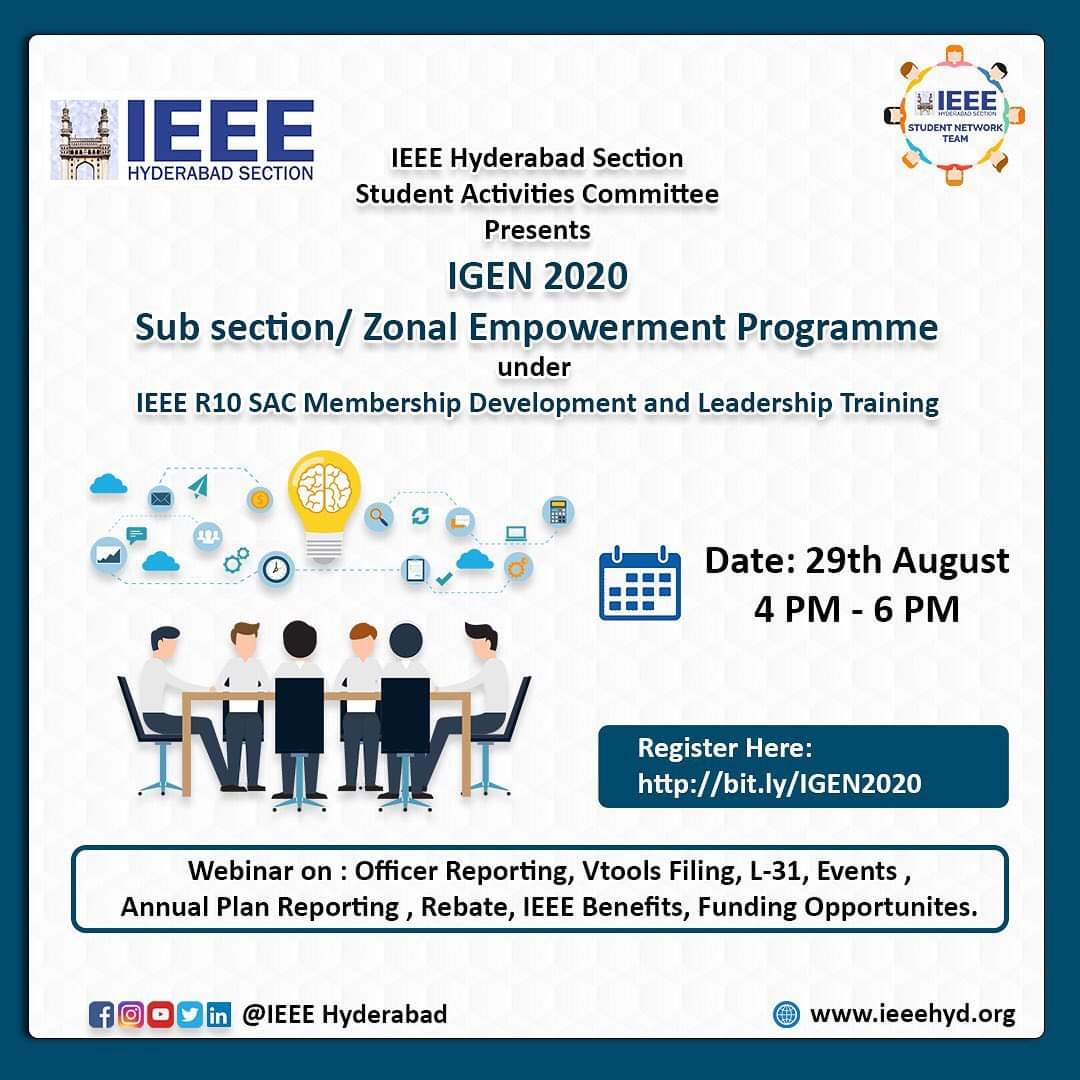 IEEE
HYDERABAD SECTION
IEEE
HYDERABAD SECTION
STUDENT NETWORK
TEAM
IEEE Hyderabad Section
Student Activities Committee
Presents
IGEN 2020
Sub section/ Zonal Empowerment Programme
under
IEEE R10 SAC Membership Development and Leadership Training
Date: 29th August
4 PM - 6 PM
Register Here:
http://bit.ly/IGEN2020
Webinar on : Officer Reporting, Vtools Filing, L-31, Events ,
Annual Plan Reporting , Rebate, IEEE Benefits, Funding Opportunites.
@IEEE Hyderabad
www.ieeehyd.org